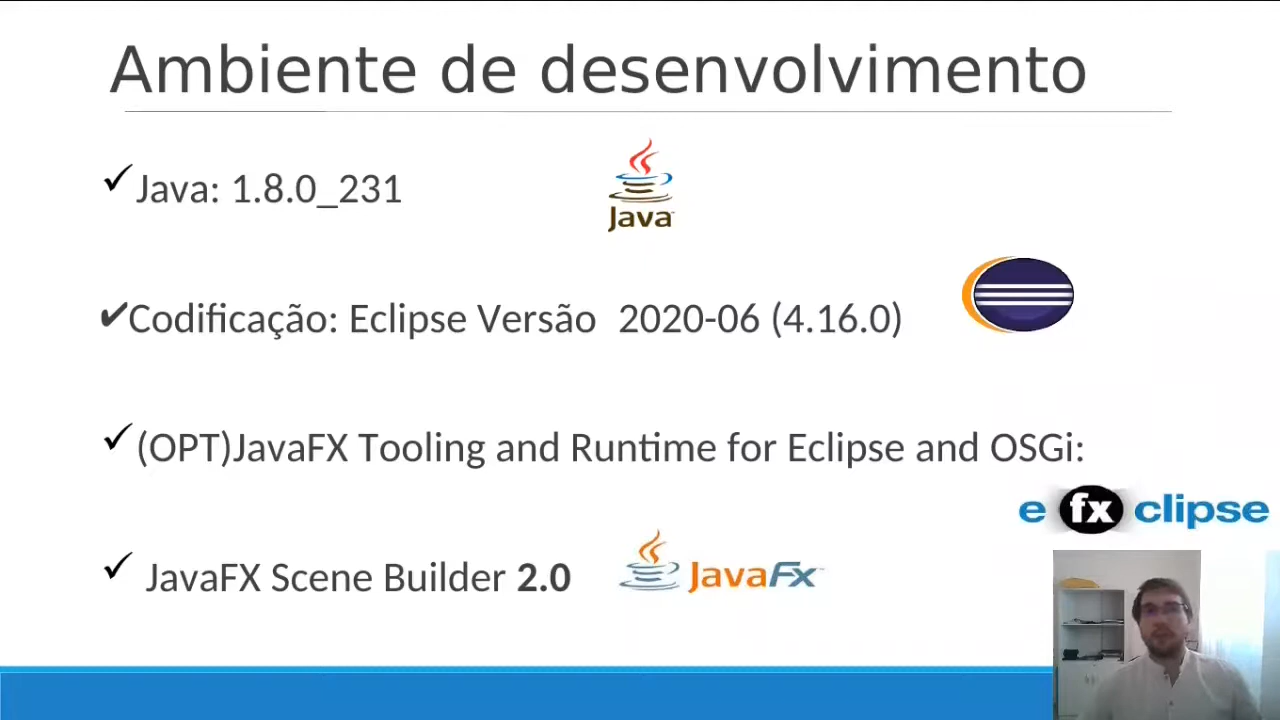 Ambiente de desenvolvimento
Java: 1.8.0_231
Java
Codificação: Eclipse Versão 2020-06 (4.16.0)
(OPT)JavaFX Tooling and Runtime for Eclipse and OSGi:
e fx clipse
JavaFX Scene Builder 2.0
JavaFx